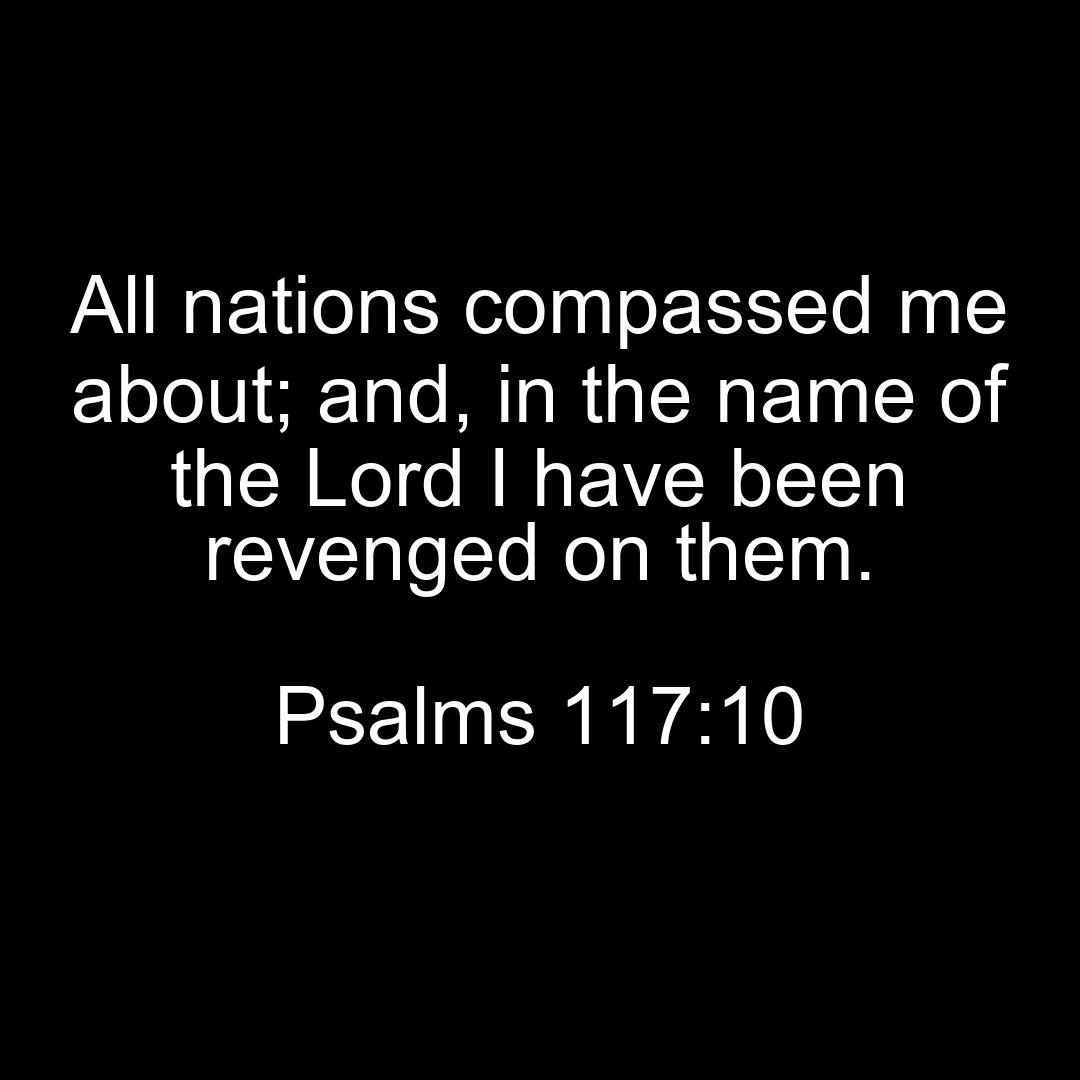 All nations compassed me
about; and, in the name of
the Lord I have been
revenged on them.
Psalms 117:10